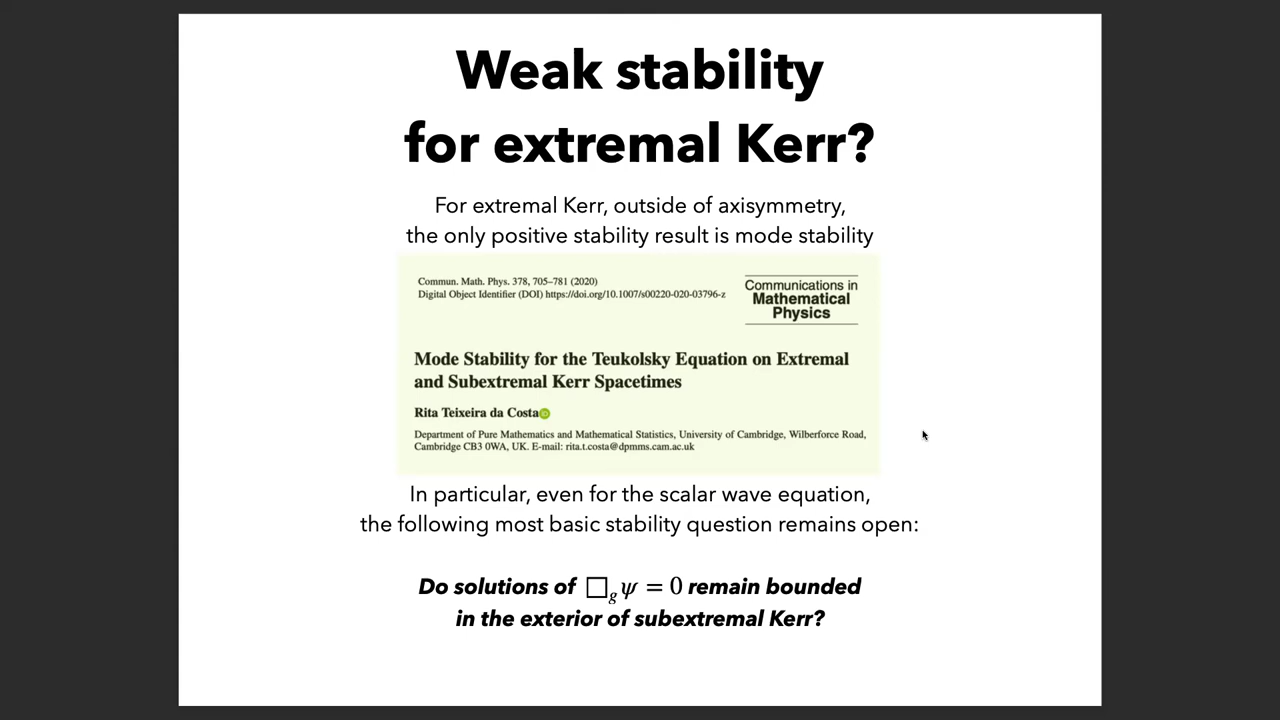 Weak stability
for extremal Kerr?
For extremal Kerr, outside of axisymmetry,
the only positive stability result is mode stability
Commun. Math. Phys. 378, 705–781 (2020)
Digital Object Identifier (DOI) https://doi.org/10.1007/s00220-020-03796-z
Communications in
Mathematical
Physics
Mode Stability for the Teukolsky Equation on Extremal
and Subextremal Kerr Spacetimes
Rita Teixeira da Costa
Department of Pure Mathematics and Mathematical Statistics, University of Cambridge, Wilberforce Road,
Cambridge CB3 0WA, UK. E-mail: rita.t.costa@dpmms.cam.ac.uk
In particular, even for the scalar wave equation,
the following most basic stability question remains open:
Do solutions of □_g ψ = 0 remain bounded
in the exterior of subextremal Kerr?